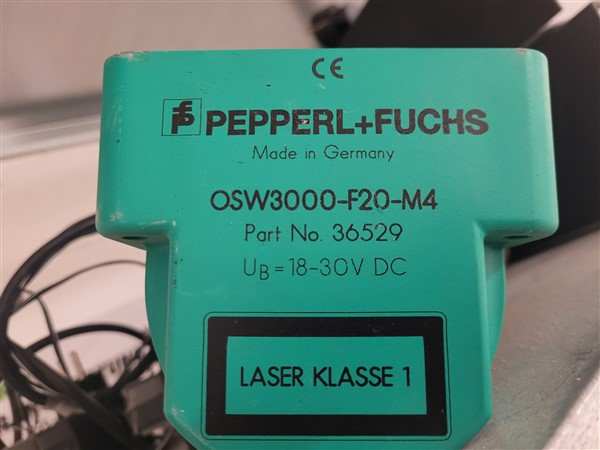 CE
PEPPERL+FUCHS
Made in Germany
OSW3000-F20-M4
Part No. 36529
UB = 18-30V DC
LASER KLASSE 1